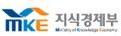 mke 지식경제부
Ministry of Knowledge Economy